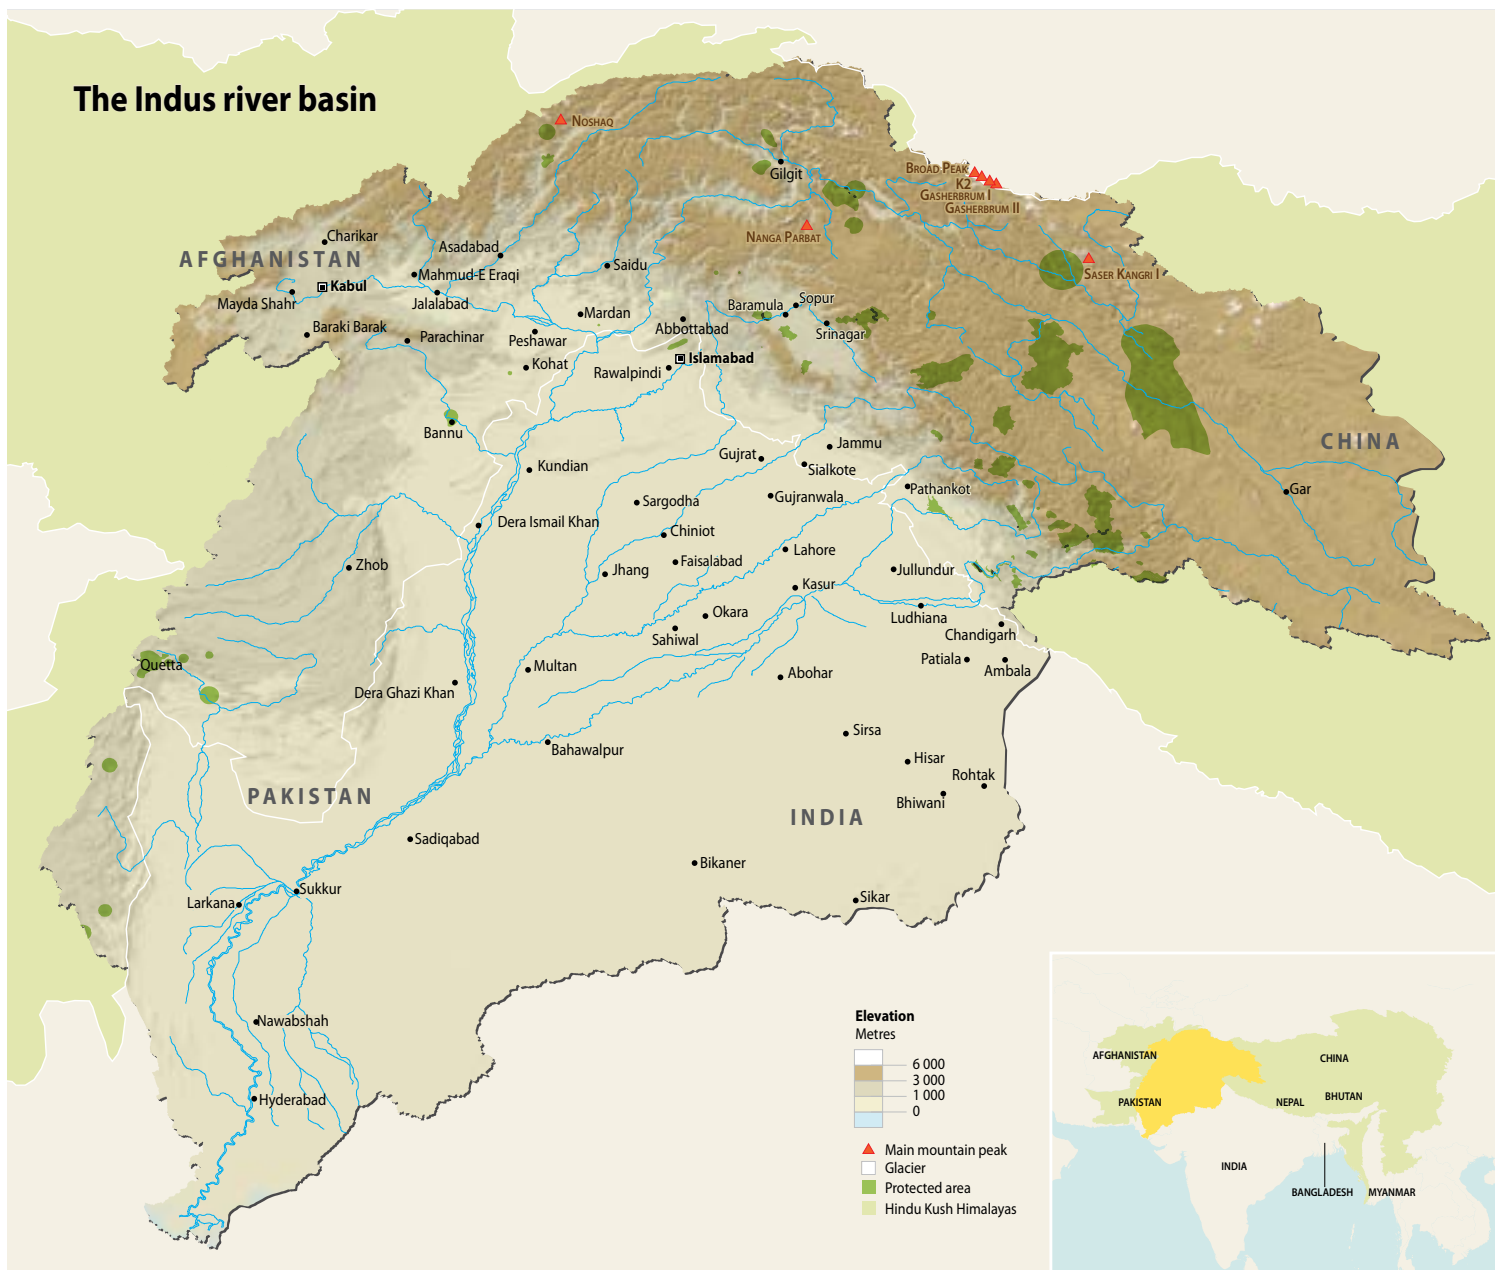 The Indus river basin
NOSHAQ
Gilgit
BROAD PEAK
K2
GASHERBRUM I
GASHERBRUM II
NANGA PARBAT
SASER KANGRI I
Charikar
AFGHANISTAN
Asadabad
Saidu
Mahmud-E Eraqi
Kabul
Mayda Shahr
Jalalabad
Baramula
Sopur
Mardan
Baraki Barak
Parachinar
Peshawar
Abbottabad
Srinagar
Islamabad
Kohat
Rawalpindi
Bannu
Jammu
CHINA
Gujrat
Kundian
Sialkote
Gar
Pathankot
Sargodha
Gujranwala
Dera Ismail Khan
Chiniot
Lahore
Zhob
Faisalabad
Jhang
Jullundur
Kasur
Okara
Ludhiana
Sahiwal
Chandigarh
Quetta
Multan
Patiala
Ambala
Dera Ghazi Khan
Abohar
Bahawalpur
Sirsa
Hisar
Rohtak
PAKISTAN
Bhiwani
INDIA
Sadiqabad
Bikaner
Sukkur
Larkana
Sikar
Nawabshah
Hyderabad
Elevation
Metres
6 000
3 000
1 000
0
Main mountain peak
Glacier
Protected area
Hindu Kush Himalayas
AFGHANISTAN
CHINA
PAKISTAN
NEPAL
BHUTAN
INDIA
BANGLADESH
MYANMAR